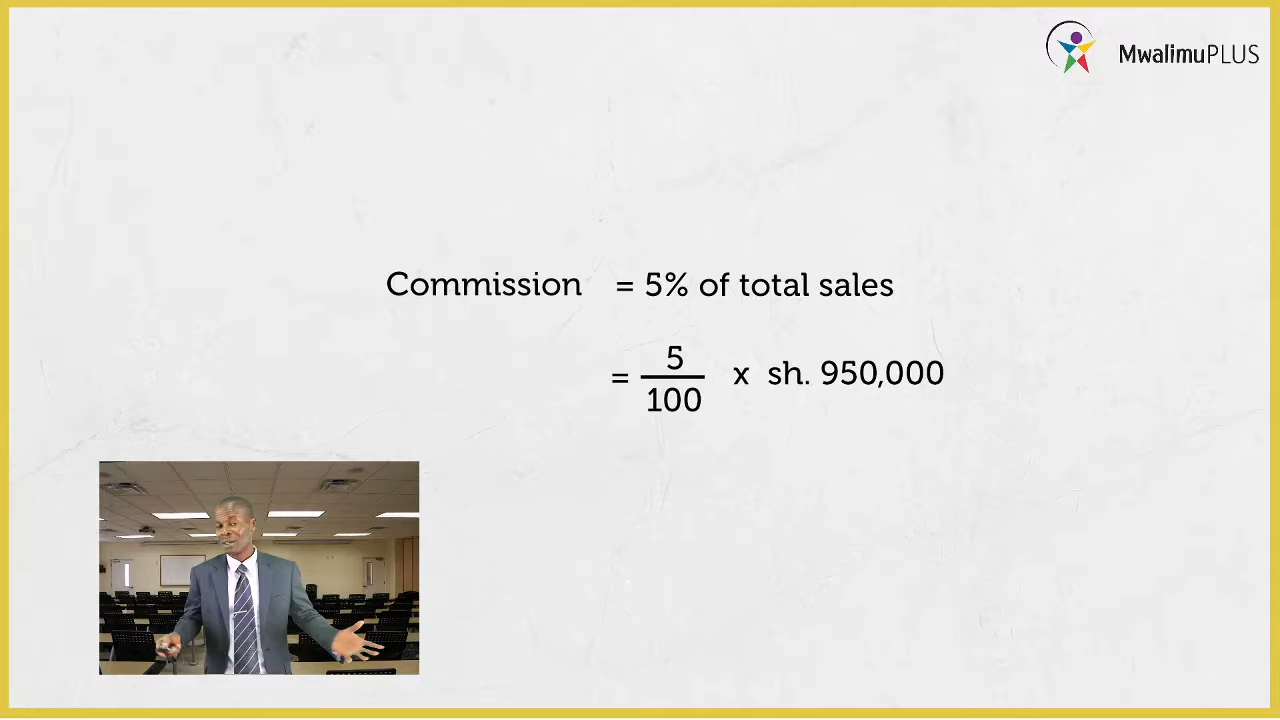 MwalimuPLUS
Commission = 5% of total sales
= 5/100 x sh. 950,000